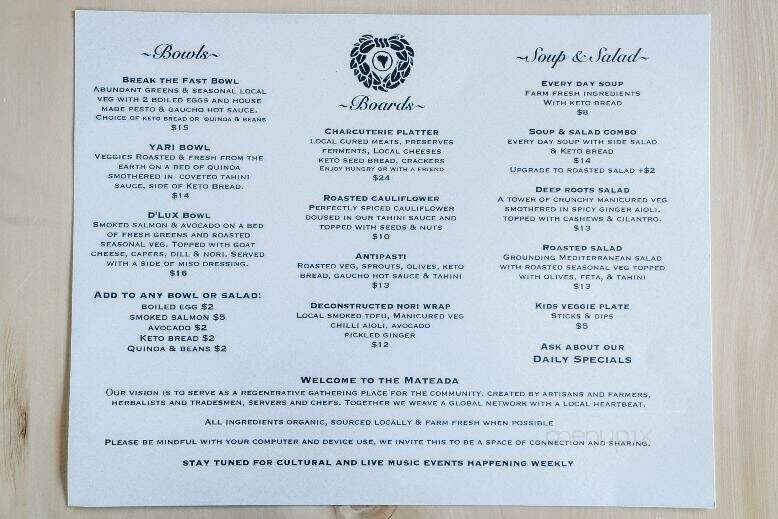 ~Bowls~
Break the Fast Bowl
Abundant greens & seasonal local
veg with 2 boiled eggs and house
made pesto & gaucho hot sauce.
Choice of keto bread or quinoa & beans
$15
Yari Bowl
Veggies Roasted & fresh from the
earth on a bed of quinoa
smothered in coveted tahini
sauce, side of Keto Bread.
$14
D'Lux Bowl
Smoked salmon & avocado on a bed
of fresh greens and roasted
seasonal veg. Topped with goat
cheese, capers, dill & nori. Served
with a side of miso dressing.
$16
Add to any bowl or salad:
boiled egg $2
smoked salmon $5
avocado $2
Keto bread $2
Quinoa & beans $2
~Boards~
Charcuterie platter
local cured meats, preserves
ferments, Local cheeses
keto seed bread, crackers
Enjoy hungry or with a friend
$24
Roasted Cauliflower
Perfectly spiced cauliflower
doused in our tahini sauce and
topped with seeds & nuts
$10
Antipasti
Roasted veg, sprouts, olives, keto
bread, gaucho hot sauce & tahini
$13
Deconstructed Nori Wrap
Local smoked tofu, Manicured veg
chilli aioli, avocado
pickled ginger
$12
~Soup & Salad~
Every day soup
Farm fresh ingredients
With keto bread
$8
Soup & salad combo
Every day soup with side salad
& Keto bread
$14
Upgrade to roasted salad +$2
Deep roots salad
A tower of crunchy manicured veg
smothered in spicy ginger aioli.
topped with cashews & cilantro.
$13
Roasted salad
Grounding Mediterranean salad
with roasted seasonal veg topped
with olives, feta, & tahini
$13
Kids veggie plate
Sticks & dips
$5
Ask about our
Daily Specials
Welcome to the Mateada
Our vision is to serve as a regenerative gathering place for the community. created by artisans and farmers,
herbalists and tradesmen, servers and chefs. Together we weave a global network with a local heartbeat.
All ingredients organic, sourced locally & farm fresh when possible
Please be mindful with your computer and device use, we invite this to be a space of connection and sharing.
stay tuned for cultural and live music events happening weekly
menupix